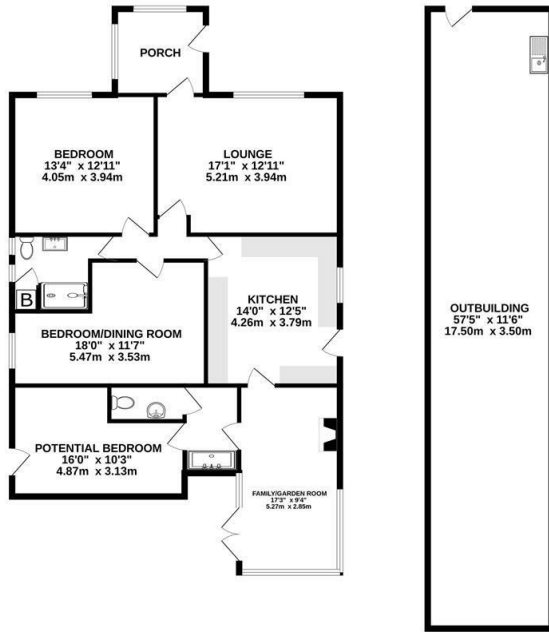 PORCH
BEDROOM
13'4" x 12'11"
4.05m x 3.94m
LOUNGE
17'1" x 12'11"
5.21m x 3.94m
KITCHEN
14'0" x 12'5"
4.26m x 3.79m
B
BEDROOM/DINING ROOM
18'0" x 11'7"
5.47m x 3.53m
POTENTIAL BEDROOM
16'0" x 10'3"
4.87m x 3.13m
FAMILY/GARDEN ROOM
17'3" x 9'4"
5.27m x 2.85m
OUTBUILDING
57'5" x 11'6"
17.50m x 3.50m